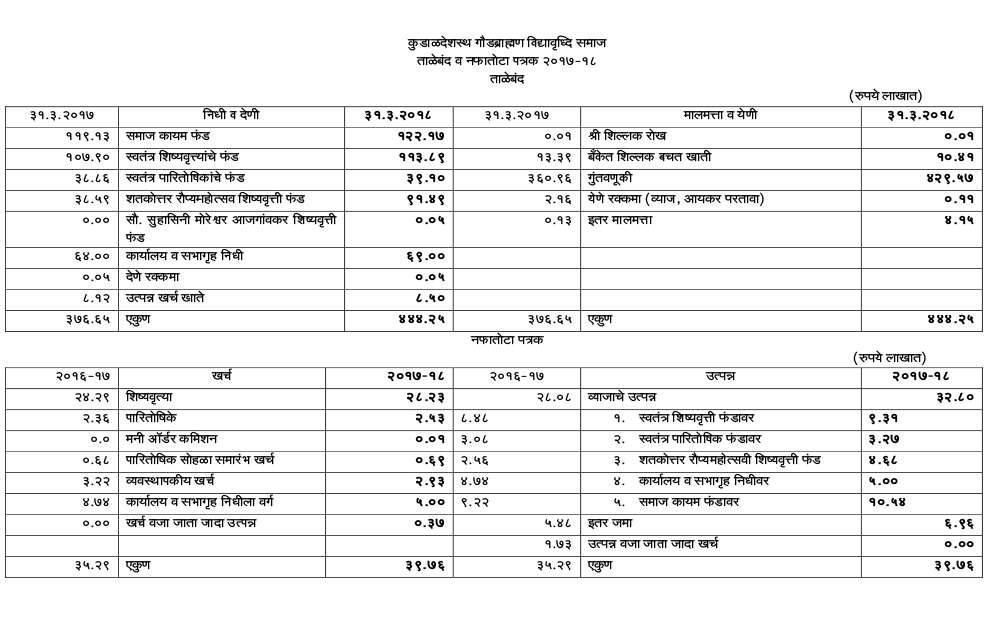 कुडाळदेशस्थ गौडब्राह्मण विद्यावृध्दि समाज
ताळेबंद व नफातोटा पत्रक २०१७-१८
ताळेबंद
(रुपये लाखात)
३१.३.२०१७ निधी व देणी ३१.३.२०१८ ३१.३.२०१७ मालमत्ता व येणी ३१.३.२०१८
११९.१३ समाज कायम फंड १२२.१७ ०.०१ श्री शिल्लक रोख ०.०१
१०७.९० स्वतंत्र शिष्यवृत्त्यांचे फंड ११३.८९ १३.३९ बँकेत शिल्लक बचत खाती १०.४१
३८.८६ स्वतंत्र पारितोषिकांचे फंड ३९.१० ३६०.९६ गुंतवणूकी ४२९.५७
३८.५९ शतकोत्तर रौप्यमहोत्सव शिष्यवृत्ती फंड ९१.४९ २.१६ येणे रक्कमा (व्याज, आयकर परतावा) ०.११
०.०० सौ. सुहासिनी मोरेश्वर आजगांवकर शिष्यवृत्ती ०.०५ ०.१३ इतर मालमत्ता ४.१५
फंड
६४.०० कार्यालय व सभागृह निधी ६९.००
०.०५ देणे रक्कमा ०.०५
८.१२ उत्पन्न खर्च खाते ८.५०
३७६.६५ एकुण ४४४.२५ ३७६.६५ एकुण ४४४.२५
नफातोटा पत्रक
(रुपये लाखात)
२०१६-१७ खर्च २०१७-१८ २०१६-१७ उत्पन्न २०१७-१८
२४.२९ शिष्यवृत्या २८.२३ २८.०८ व्याजाचे उत्पन्न ३२.८०
२.३६ पारितोषिके २.५३ ८.४८ १. स्वतंत्र शिष्यवृत्ती फंडावर ९.३१
०.० मनी ऑर्डर कमिशन ०.०१ ३.०८ २. स्वतंत्र पारितोषिक फंडावर ३.२७
०.६८ पारितोषिक सोहळा समारंभ खर्च ०.६९ २.५६ ३. शतकोत्तर रौप्यमहोत्सवी शिष्यवृत्ती फंड ४.६८
३.२२ व्यवस्थापकीय खर्च २.९३ ४.७४ ४. कार्यालय व सभागृह निधीवर ५.००
४.७४ कार्यालय व सभागृह निधीला वर्ग ५.०० ९.२२ ५. समाज कायम फंडावर १०.५४
०.०० खर्च वजा जाता जादा उत्पन्न ०.३७ ५.४८ इतर जमा ६.९६
१.७३ उत्पन्न वजा जाता जादा खर्च ०.००
३५.२९ एकुण ३९.७६ ३५.२९ एकुण ३९.७६